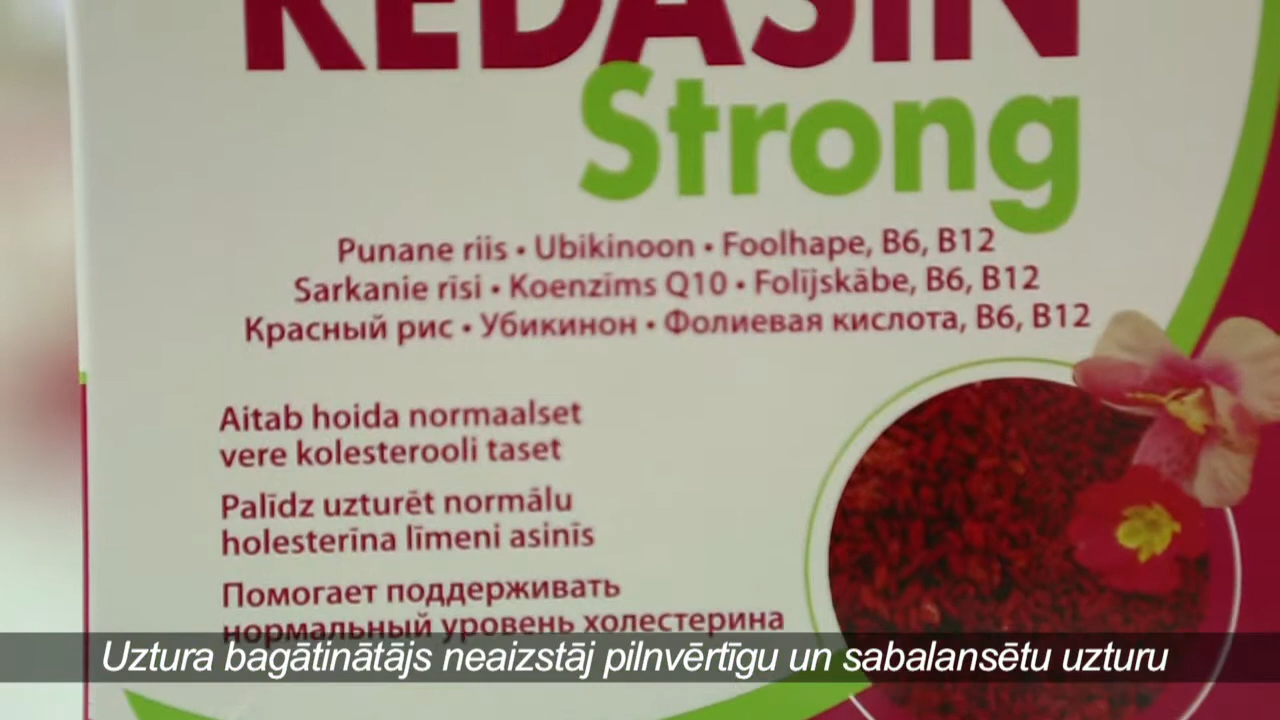 KEDASIN
Strong
Punane riis • Ubikinoon • Foolhape, B6, B12
Sarkanie rīsi • Koenzīms Q10 • Folījskābe, B6, B12
Красный рис • Убикинон • Фолиевая кислота, B6, B12
Aitab hoida normaalset
vere kolesterooli taset
Palīdz uzturēt normālu
holesterīna līmeni asinīs
Помогает поддерживать
нормальный уровень холестерина
Uztura bagātinātājs neaizstāj pilnvērtīgu un sabalansētu uzturu